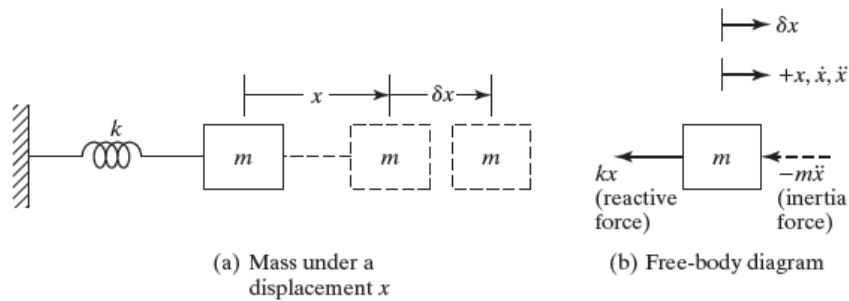 δx
x
δx
+x, ẋ, ẍ
k
m
m
m
m
kx
(reactive
force)
−mẍ
(inertia
force)
(a) Mass under a
displacement x
(b) Free-body diagram